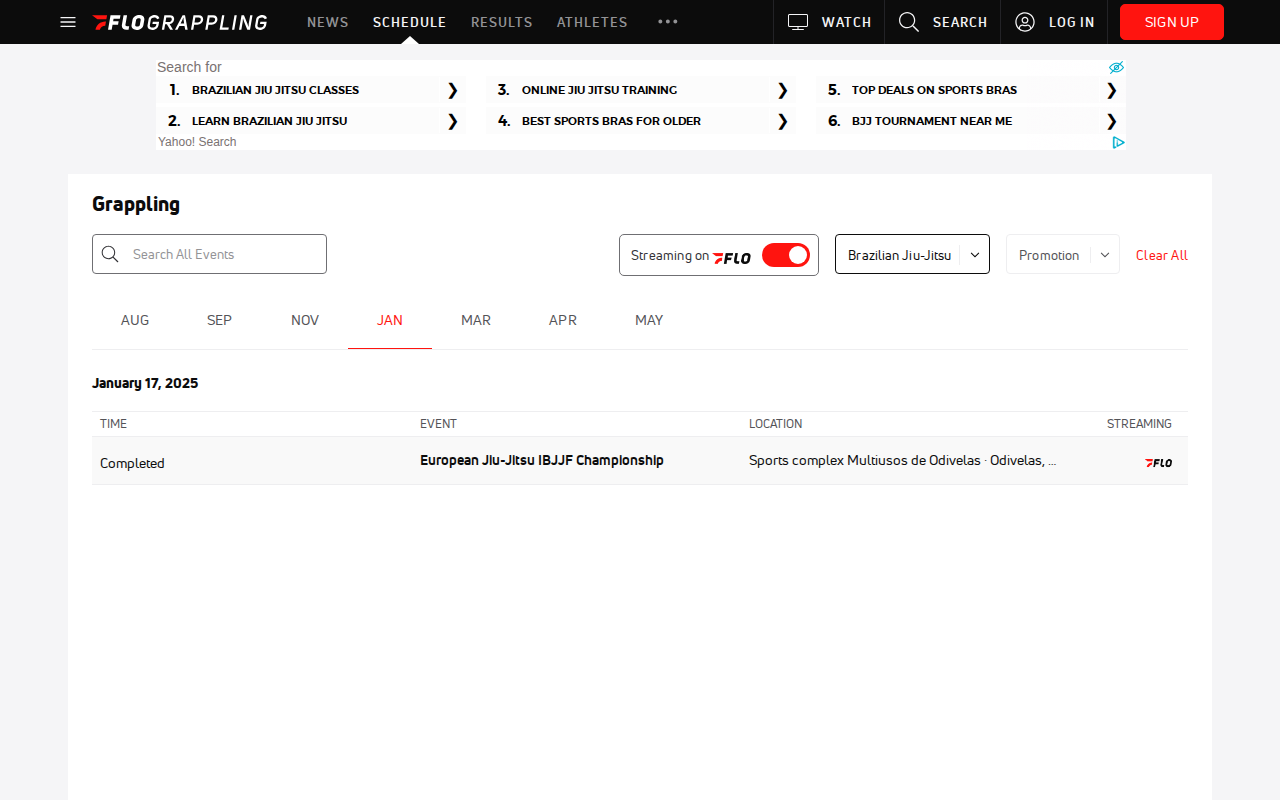 FLOGRAPPLING NEWS SCHEDULE RESULTS ATHLETES ••• WATCH SEARCH LOG IN SIGN UP
Search for
1. BRAZILIAN JIU JITSU CLASSES ❯ 3. ONLINE JIU JITSU TRAINING ❯ 5. TOP DEALS ON SPORTS BRAS ❯
2. LEARN BRAZILIAN JIU JITSU ❯ 4. BEST SPORTS BRAS FOR OLDER ❯ 6. BJJ TOURNAMENT NEAR ME ❯
Yahoo! Search
Grappling
Search All Events Streaming on FLO Brazilian Jiu-Jitsu Promotion Clear All
AUG SEP NOV JAN MAR APR MAY
January 17, 2025
TIME EVENT LOCATION STREAMING
Completed European Jiu-Jitsu IBJJF Championship Sports complex Multiusos de Odivelas · Odivelas, ... FLO